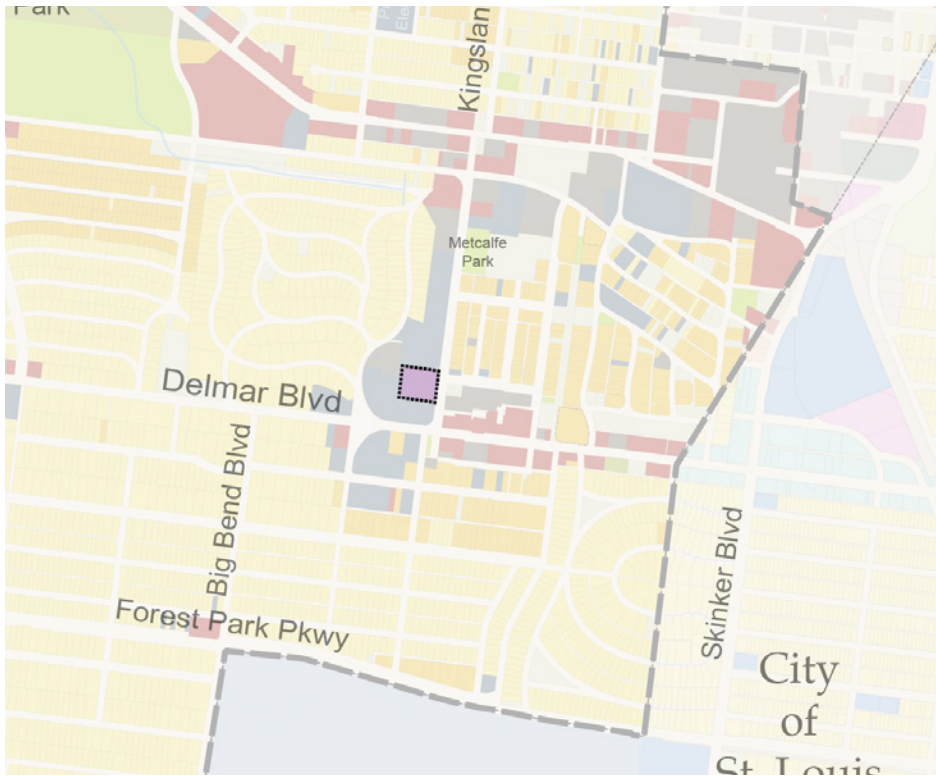 Park
Kingslan
Metcalfe
Park
Delmar Blvd
Big Bend Blvd
Skinker Blvd
Forest Park Pkwy
City
of
St. Louis